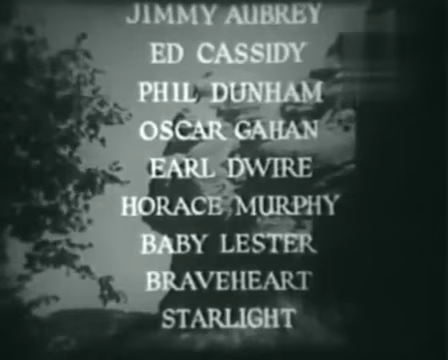 JIMMY AUBREY
ED CASSIDY
PHIL DUNHAM
OSCAR GAHAN
EARL DWIRE
HORACE MURPHY
BABY LESTER
BRAVEHEART
STARLIGHT